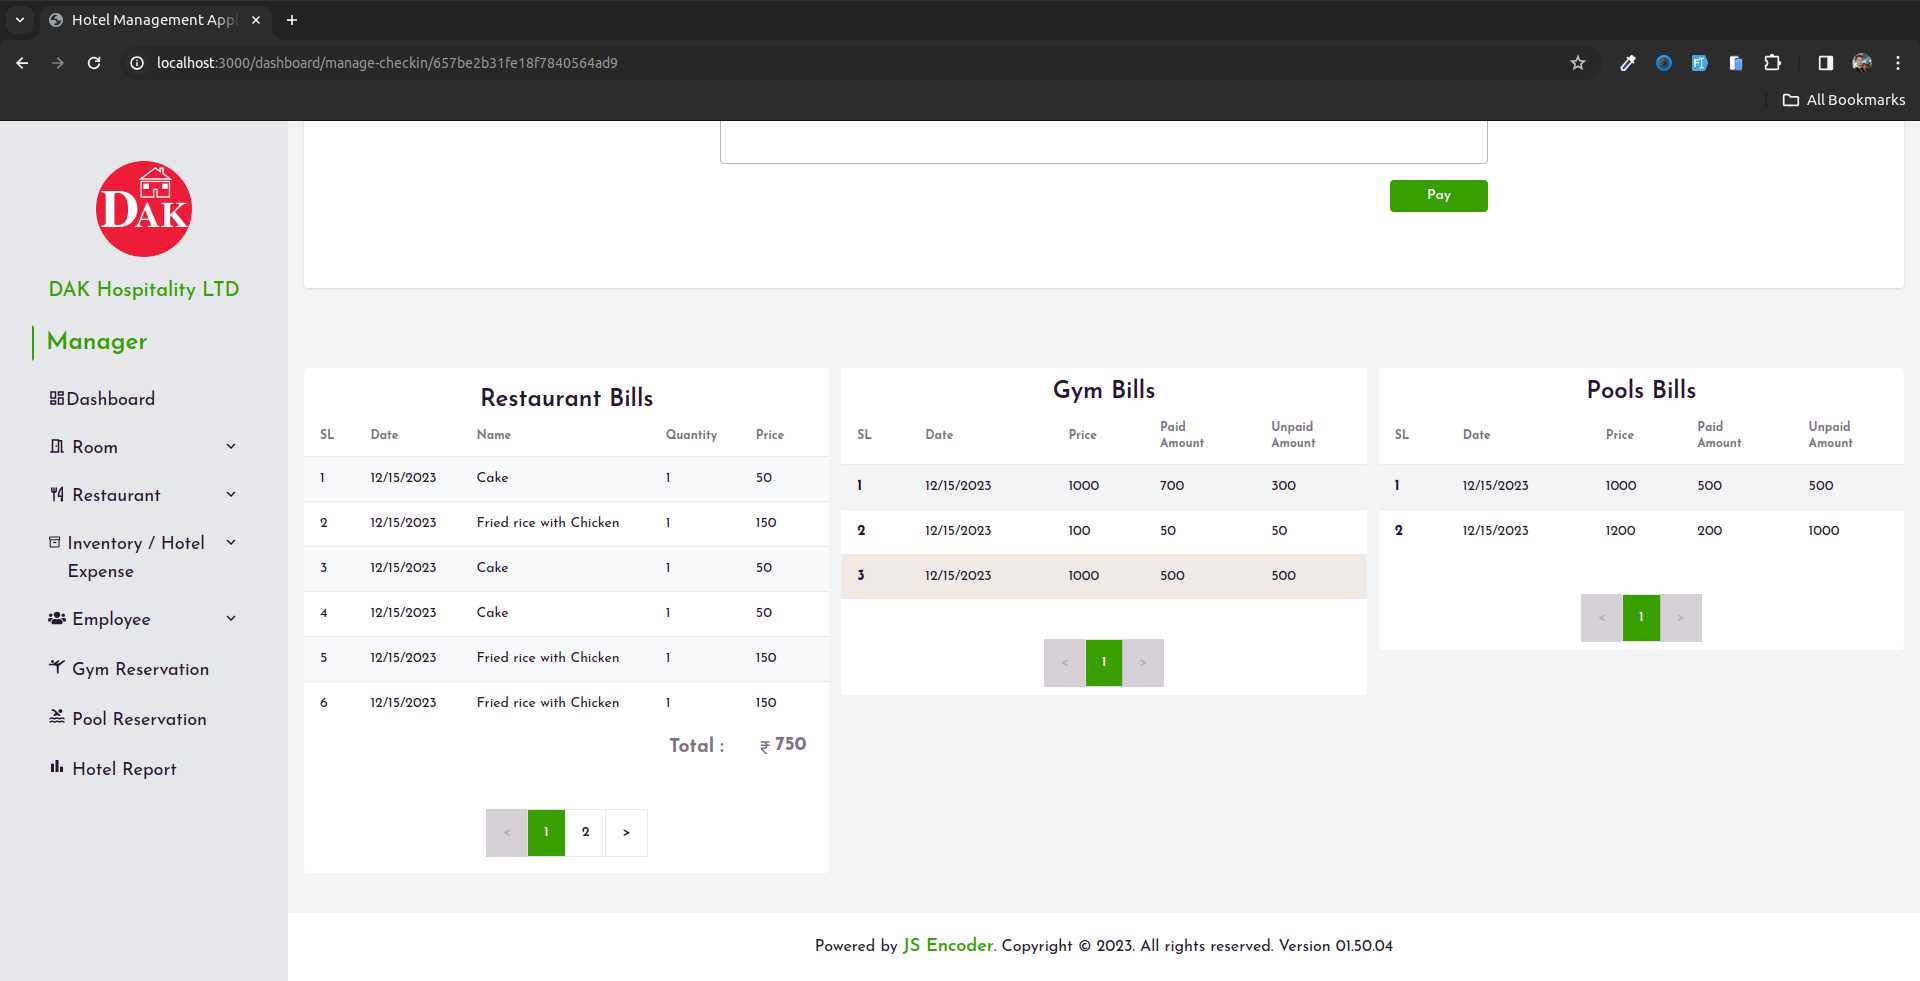 Hotel Management Appl
localhost:3000/dashboard/manage-checkin/657be2b31fe18f7840564ad9
All Bookmarks
DAK
DAK Hospitality LTD
Manager
Dashboard
Room
Restaurant
Inventory / Hotel
Expense
Employee
Gym Reservation
Pool Reservation
Hotel Report
Pay
Restaurant Bills
SL Date Name Quantity Price
1 12/15/2023 Cake 1 50
2 12/15/2023 Fried rice with Chicken 1 150
3 12/15/2023 Cake 1 50
4 12/15/2023 Cake 1 50
5 12/15/2023 Fried rice with Chicken 1 150
6 12/15/2023 Fried rice with Chicken 1 150
Total : ₹ 750
< 1 2 >
Gym Bills
SL Date Price Paid Amount Unpaid Amount
1 12/15/2023 1000 700 300
2 12/15/2023 100 50 50
3 12/15/2023 1000 500 500
< 1 >
Pools Bills
SL Date Price Paid Amount Unpaid Amount
1 12/15/2023 1000 500 500
2 12/15/2023 1200 200 1000
< 1 >
Powered by JS Encoder. Copyright © 2023. All rights reserved. Version 01.50.04